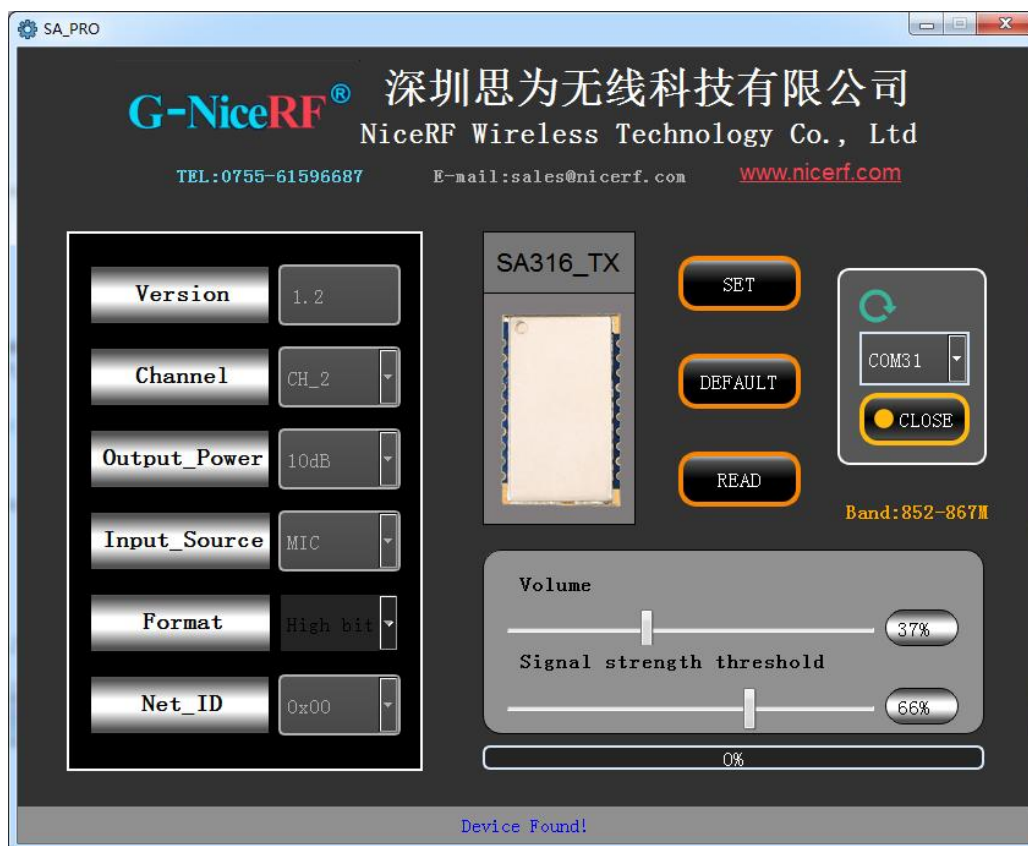 SA_PRO
G-NiceRF®
深圳思为无线科技有限公司
NiceRF Wireless Technology Co., Ltd
TEL:0755-61596687
E-mail:sales@nicerf.com
www.nicerf.com
Version
1.2
Channel
CH_2
Output_Power
10dB
Input_Source
MIC
Format
High bit
Net_ID
0x00
SA316_TX
SET
DEFAULT
READ
COM31
CLOSE
Band:852-867M
Volume
37%
Signal strength threshold
66%
0%
Device Found!